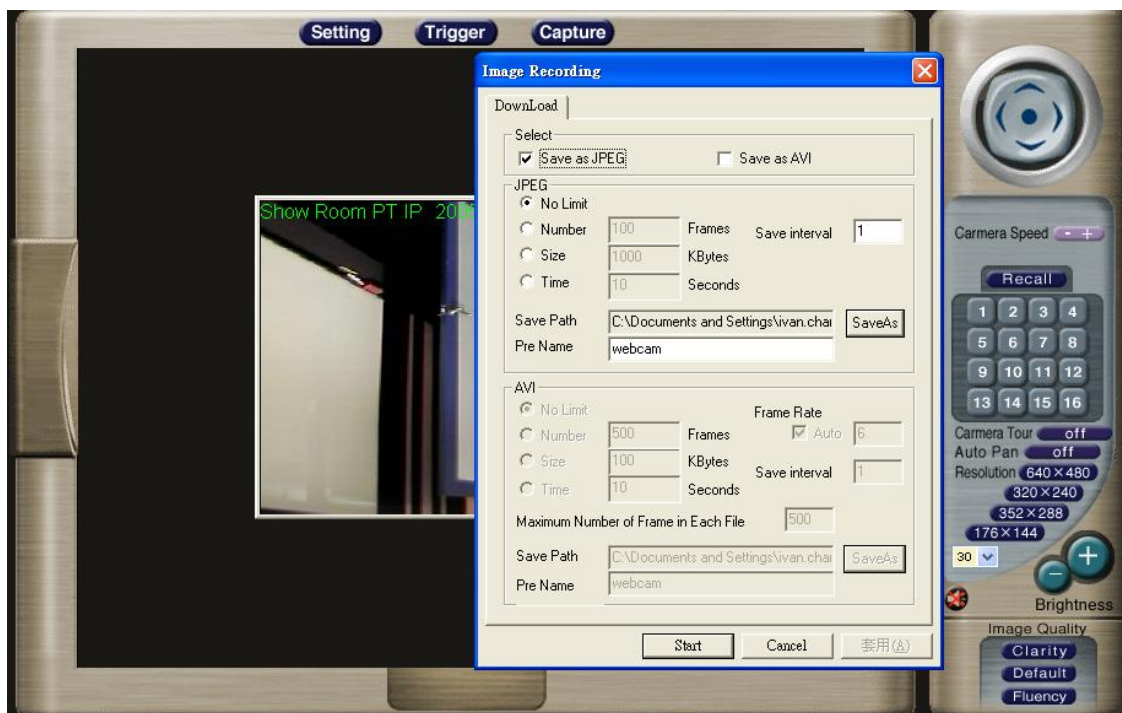 Setting Trigger Capture
Image Recording
DownLoad
Select
Save as JPEG Save as AVI
JPEG
No Limit
Number 100 Frames Save interval 1
Size 1000 KBytes
Time 10 Seconds
Save Path C:\Documents and Settings\ivan.chai SaveAs
Pre Name webcam
AVI
No Limit Frame Rate
Number 500 Frames Auto 6
Size 100 KBytes Save interval 1
Time 10 Seconds
Maximum Number of Frame in Each File 500
Save Path C:\Documents and Settings\ivan.chai SaveAs
Pre Name webcam
Start Cancel 套用(A)
Show Room PT IP
Carmera Speed - +
Recall
1 2 3 4
5 6 7 8
9 10 11 12
13 14 15 16
Carmera Tour off
Auto Pan off
Resolution 640×480
320×240
352×288
176×144
30
+
-
Brightness
Image Quality
Clarity
Default
Fluency